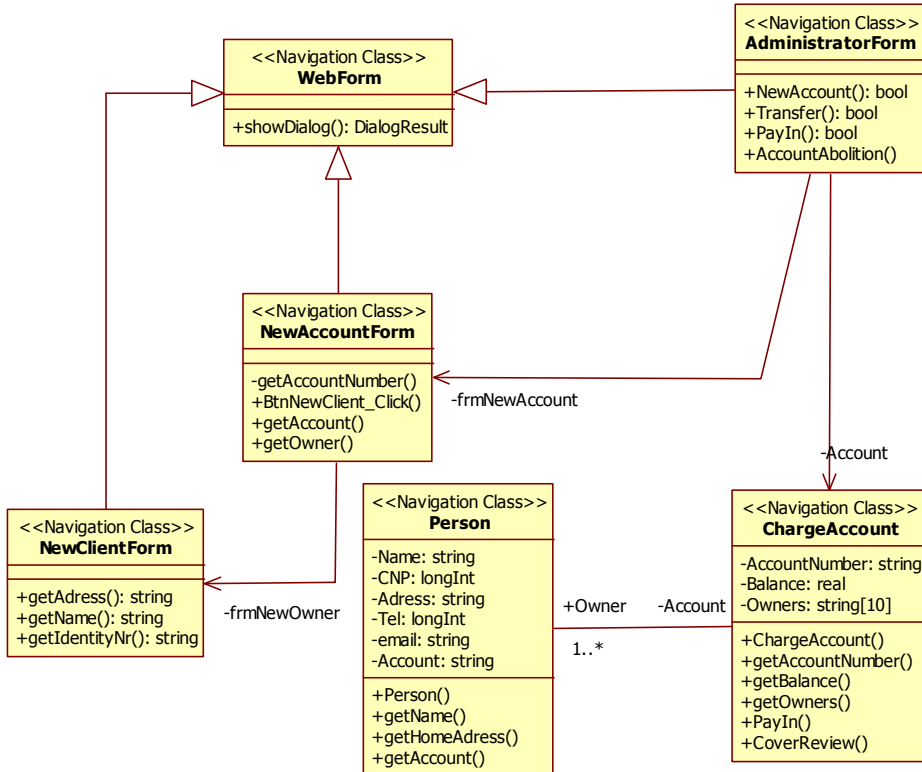 <<Navigation Class>>
WebForm
+showDialog(): DialogResult
<<Navigation Class>>
AdministratorForm
+NewAccount(): bool
+Transfer(): bool
+PayIn(): bool
+AccountAbolition()
<<Navigation Class>>
NewAccountForm
-getAccountNumber()
+BtnNewClient_Click()
+getAccount()
+getOwner()
-frmNewAccount
-Account
<<Navigation Class>>
NewClientForm
+getAdress(): string
+getName(): string
+getIdentityNr(): string
-frmNewOwner
<<Navigation Class>>
Person
-Name: string
-CNP: longInt
-Adress: string
-Tel: longInt
-email: string
-Account: string
+Person()
+getName()
+getHomeAdress()
+getAccount()
+Owner
-Account
1..*
<<Navigation Class>>
ChargeAccount
-AccountNumber: string
-Balance: real
-Owners: string[10]
+ChargeAccount()
+getAccountNumber()
+getBalance()
+getOwners()
+PayIn()
+CoverReview()